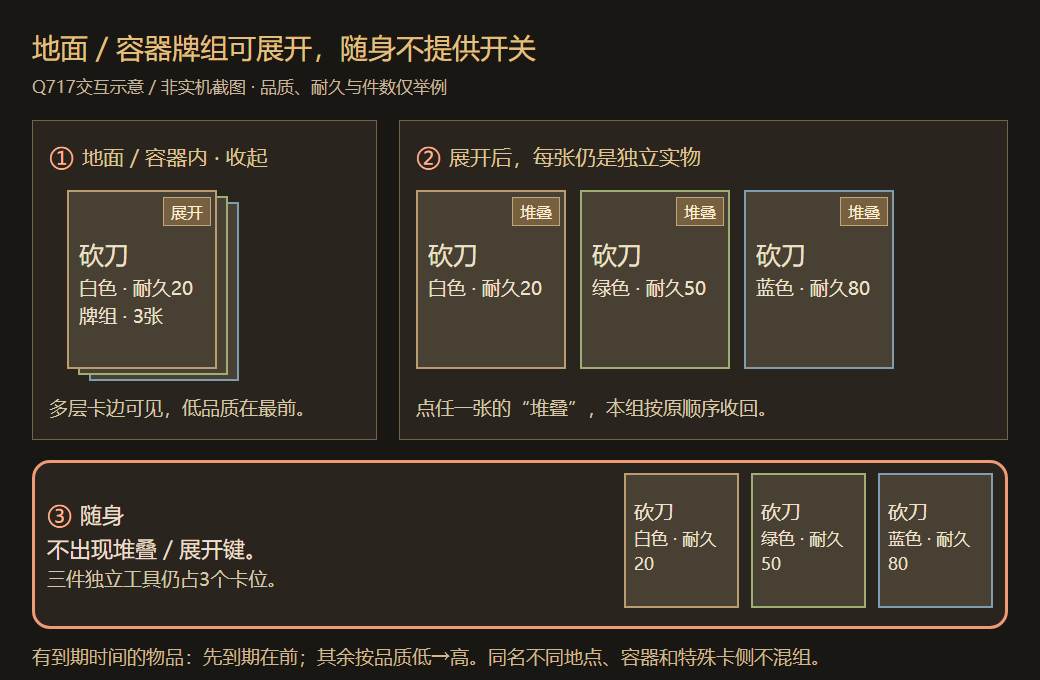 地面 / 容器牌组可展开，随身不提供开关
Q717交互示意 / 非实机截图 · 品质、耐久与件数仅举例
① 地面 / 容器内 · 收起
展开
砍刀
白色 · 耐久20
牌组 · 3张
多层卡边可见，低品质在最前。
② 展开后，每张仍是独立实物
堆叠
砍刀
白色 · 耐久20
堆叠
砍刀
绿色 · 耐久50
堆叠
砍刀
蓝色 · 耐久80
点任一张的“堆叠”，本组按原顺序收回。
③ 随身
不出现堆叠 / 展开键。
三件独立工具仍占3个卡位。
砍刀
白色 · 耐久
20
砍刀
绿色 · 耐久
50
砍刀
蓝色 · 耐久
80
有到期时间的物品：先到期在前；其余按品质低→高。同名不同地点、容器和特殊卡侧不混组。